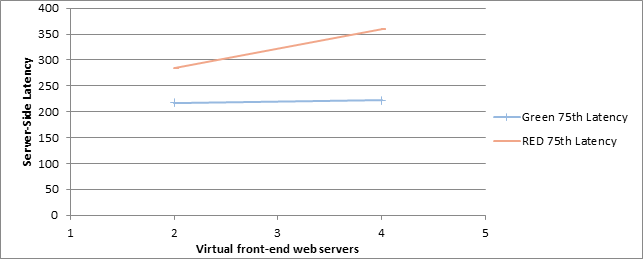 400
350
300
250
200
150
100
50
0
Server-Side Latency
1 2 3 4 5
Virtual front-end web servers
Green 75th Latency
RED 75th Latency